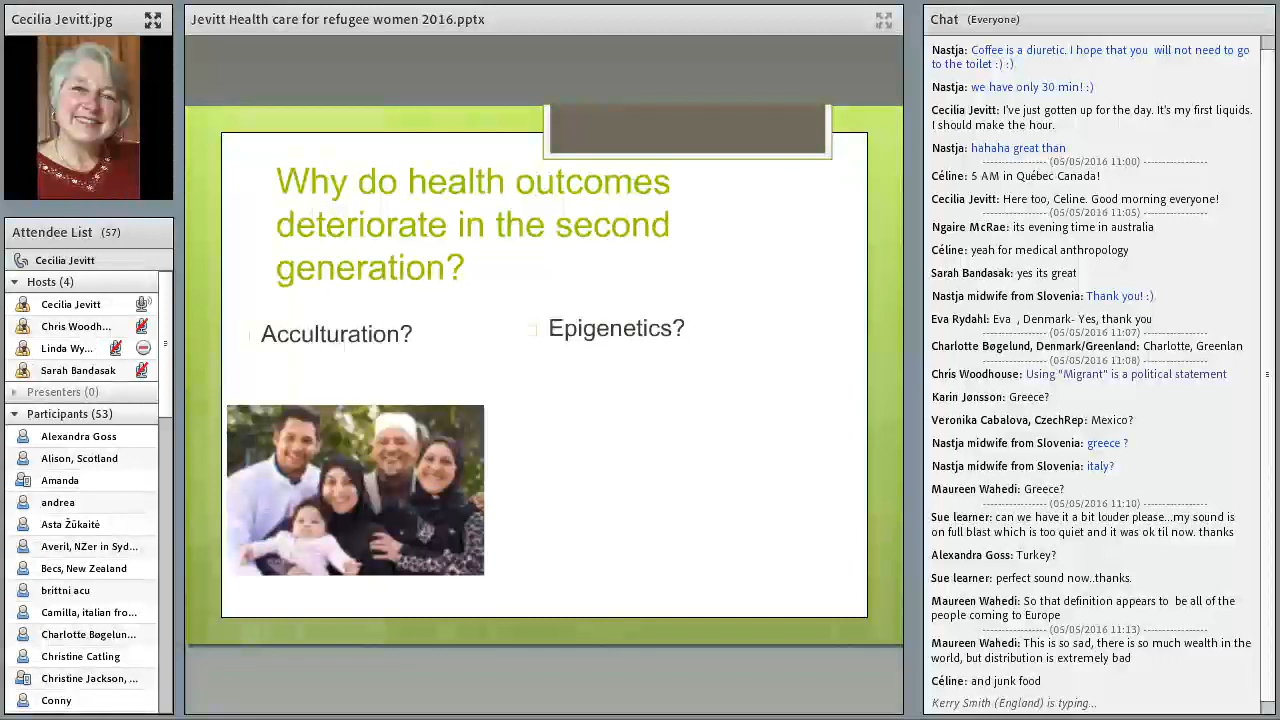 Cecilia Jevitt.jpg
Attendee List (57)
Cecilia Jevitt
Hosts (4)
Cecilia Jevitt
Chris Woodh...
Linda Wy...
Sarah Bandasak
Presenters (0)
Participants (53)
Alexandra Goss
Alison, Scotland
Amanda
andrea
Asta Žūkaitė
Averil, NZer in Syd...
Becs, New Zealand
brittni acu
Camilla, italian fro...
Charlotte Bøgelun...
Christine Catling
Christine Jackson, ...
Conny
Jevitt Health care for refugee women 2016.pptx
Why do health outcomes
deteriorate in the second
generation?
Acculturation?
Epigenetics?
Chat (Everyone)
Nastja: Coffee is a diuretic. I hope that you will not need to go
to the toilet :) :)
Nastja: we have only 30 min! :)
Cecilia Jevitt: I've just gotten up for the day. It's my first liquids.
I should make the hour.
Nastja: hahaha great than
---------------- (05/05/2016 11:00) ----------------
Céline: 5 AM in Québec Canada!
Cecilia Jevitt: Here too, Celine. Good morning everyone!
---------------- (05/05/2016 11:05) ----------------
Ngaire McRae: its evening time in australia
Céline: yeah for medical anthropology
Sarah Bandasak: yes its great
Nastja midwife from Slovenia: Thank you! :)
Eva Rydahl: Eva , Denmark- Yes, thank you
---------------- (05/05/2016 11:07) ----------------
Charlotte Bøgelund, Denmark/Greenland: Charlotte, Greenlan
---------------- (05/05/2016 11:08) ----------------
Chris Woodhouse: Using "Migrant" is a political statement
Karin Jønsson: Greece?
Veronika Cabalova, CzechRep: Mexico?
Nastja midwife from Slovenia: greece ?
Nastja midwife from Slovenia: italy?
Maureen Wahedi: Greece?
---------------- (05/05/2016 11:10) ----------------
Sue learner: can we have it a bit louder please...my sound is
on full blast which is too quiet and it was ok til now. thanks
Alexandra Goss: Turkey?
Sue learner: perfect sound now..thanks.
Maureen Wahedi: So that definition appears to be all of the
people coming to Europe
---------------- (05/05/2016 11:13) ----------------
Maureen Wahedi: This is so sad, there is so much wealth in the
world, but distribution is extremely bad
Céline: and junk food
Kerry Smith (England) is typing...